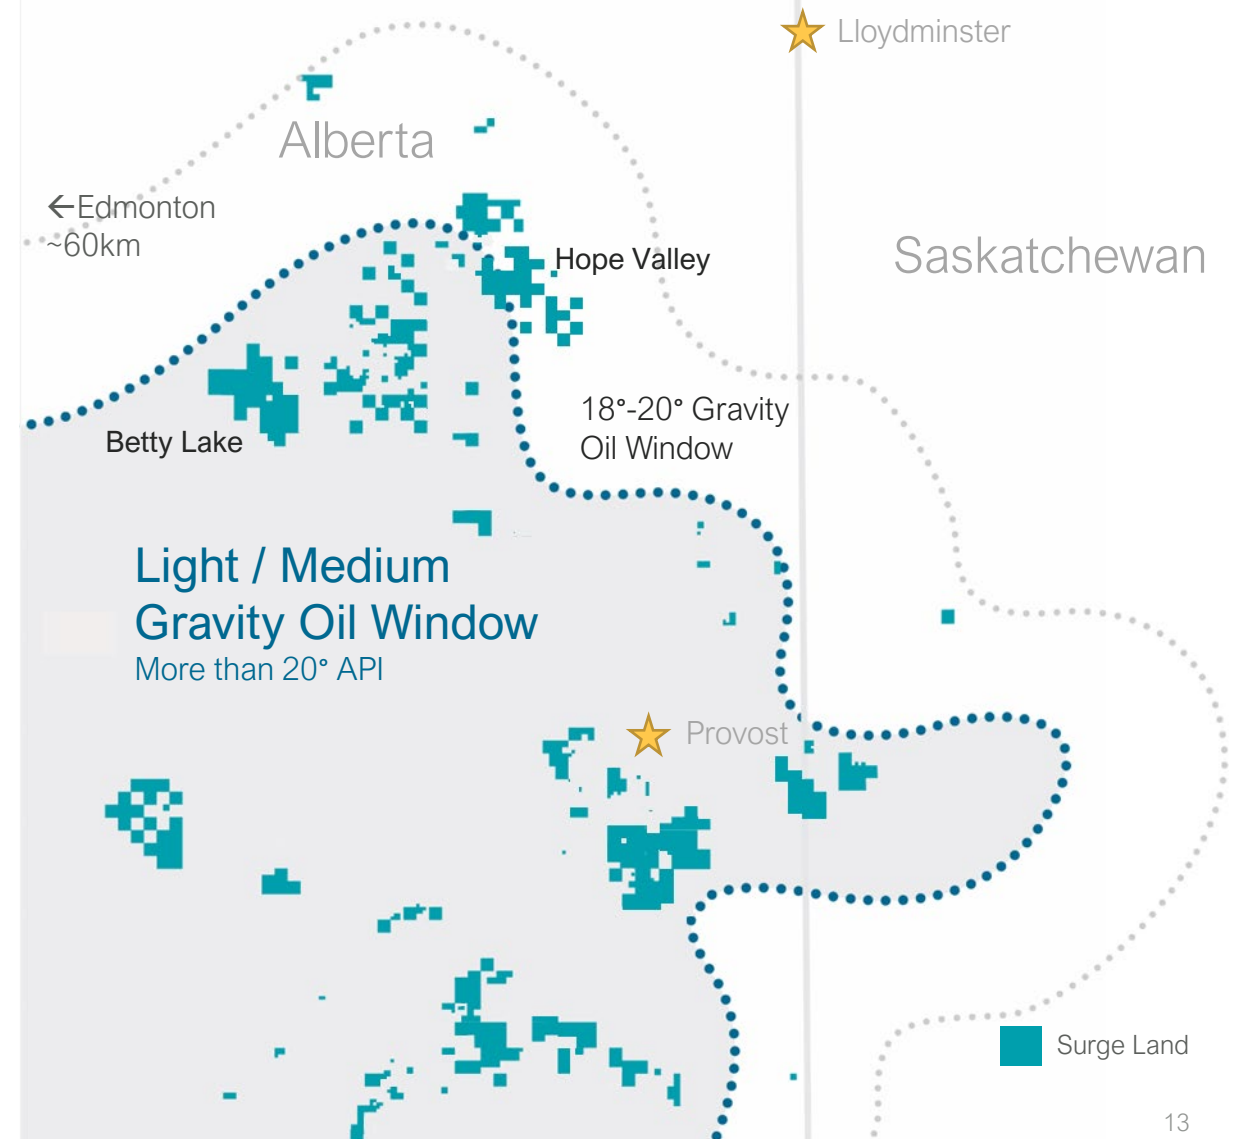 Lloydminster
Alberta
←Edmonton
~60km
Saskatchewan
Hope Valley
18°-20° Gravity
Oil Window
Betty Lake
Light / Medium
Gravity Oil Window
More than 20° API
Provost
Surge Land
13